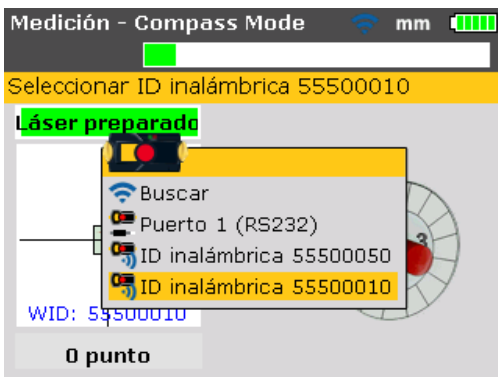 Medición - Compass Mode mm
Seleccionar ID inalámbrica 55500010
Láser preparado
Buscar
Puerto 1 (RS232)
ID inalámbrica 55500050
ID inalámbrica 55500010
3
WID: 55500010
0 punto